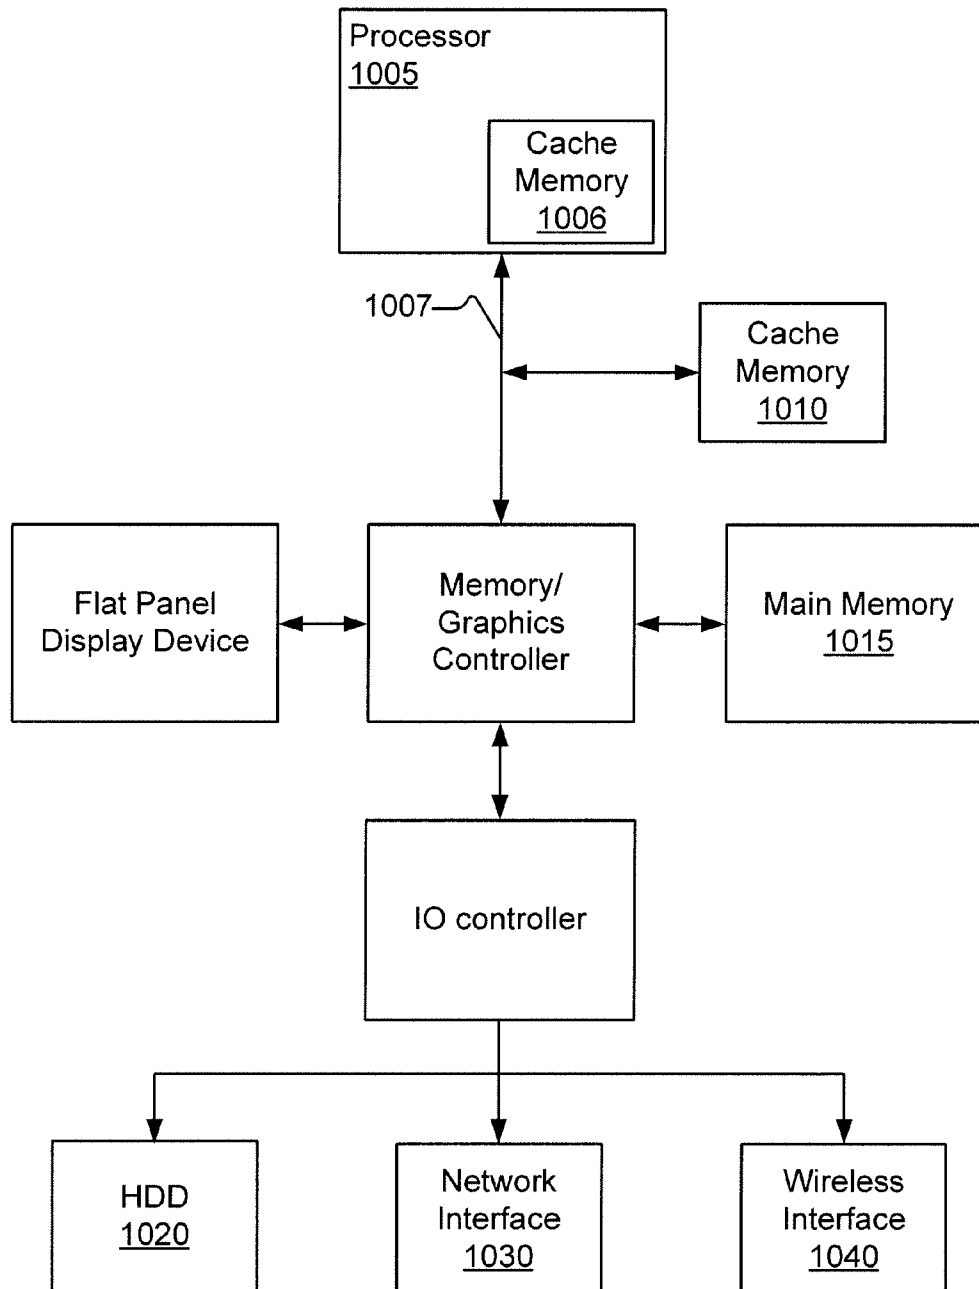 Processor
1005
Cache
Memory
1006
1007
Cache
Memory
1010
Flat Panel
Display Device
Memory/
Graphics
Controller
Main Memory
1015
IO controller
HDD
1020
Network
Interface
1030
Wireless
Interface
1040